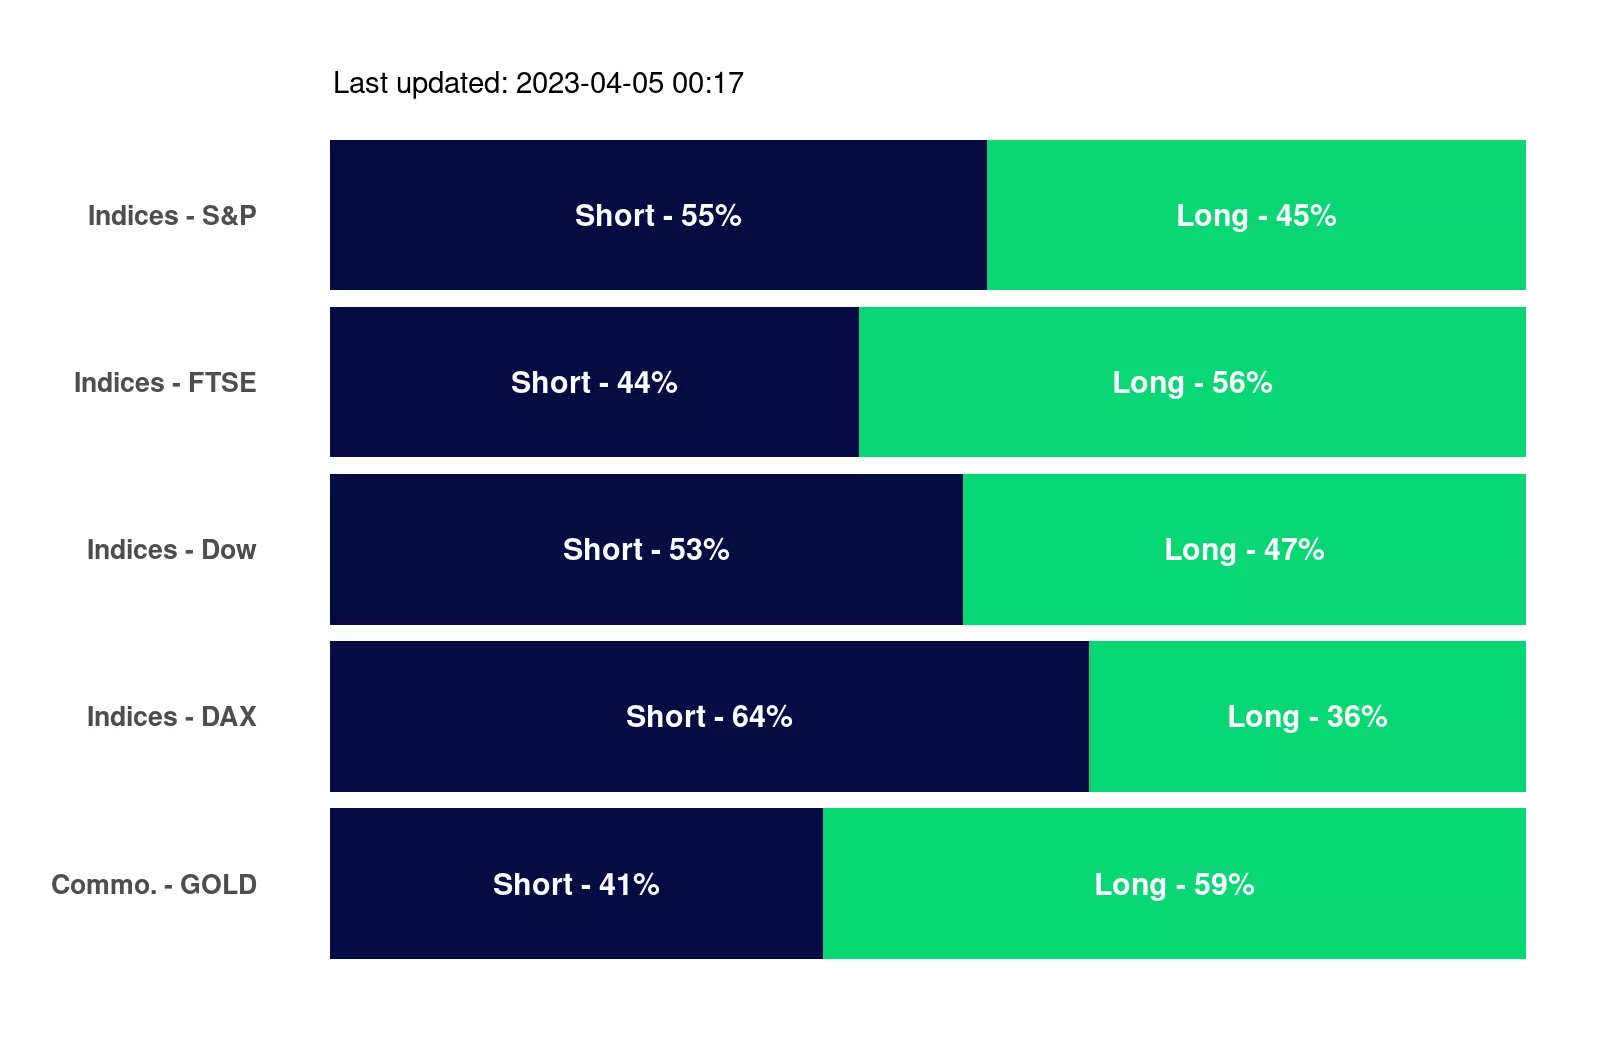 Last updated: 2023-04-05 00:17
Indices - S&P Short - 55% Long - 45%
Indices - FTSE Short - 44% Long - 56%
Indices - Dow Short - 53% Long - 47%
Indices - DAX Short - 64% Long - 36%
Commo. - GOLD Short - 41% Long - 59%